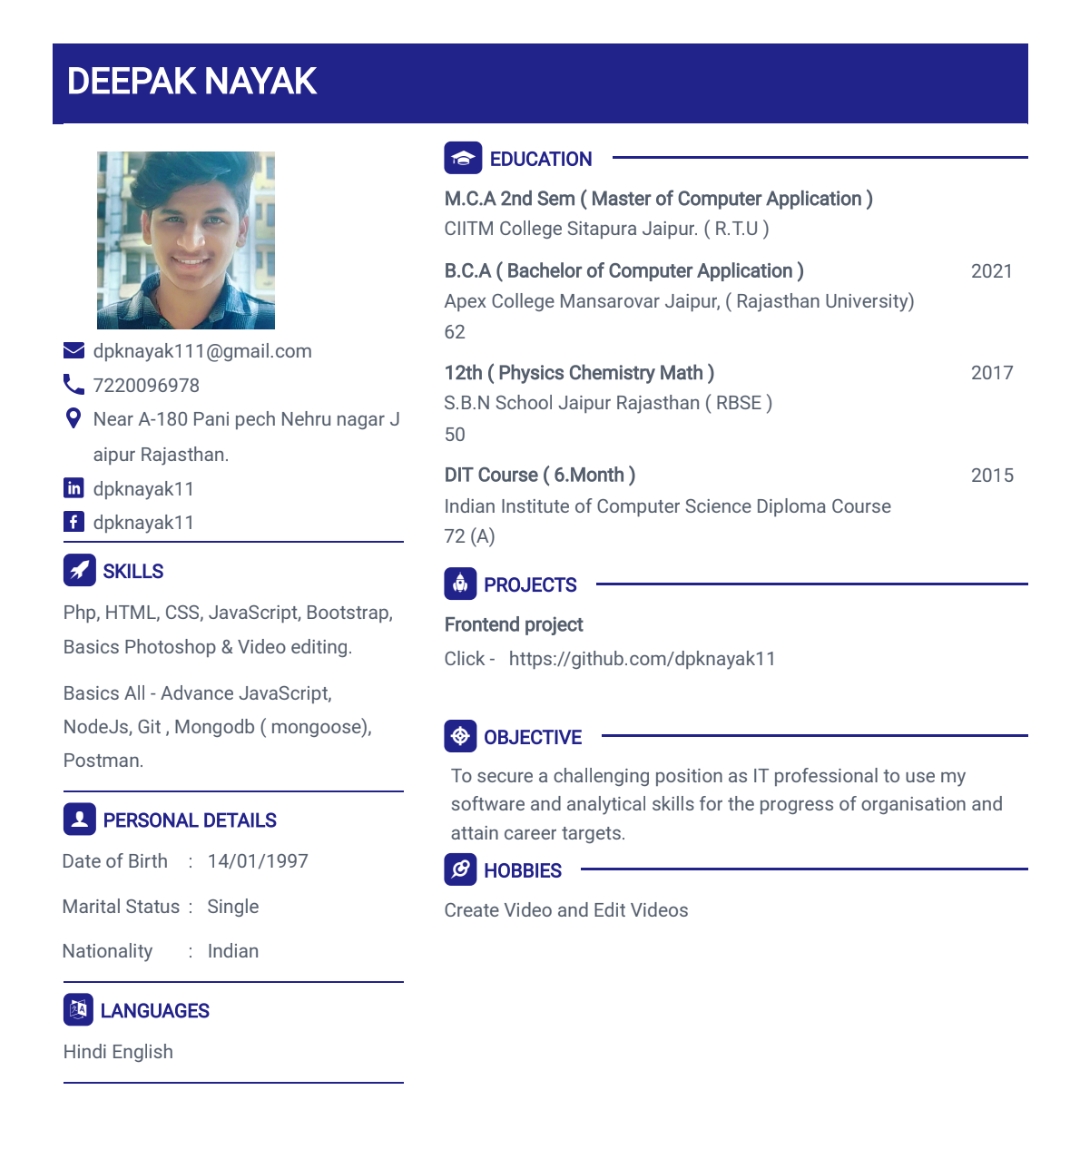 DEEPAK NAYAK
dpknayak111@gmail.com
7220096978
Near A-180 Pani pech Nehru nagar J
aipur Rajasthan.
dpknayak11
dpknayak11
SKILLS
Php, HTML, CSS, JavaScript, Bootstrap,
Basics Photoshop & Video editing.
Basics All - Advance JavaScript,
NodeJs, Git , Mongodb ( mongoose),
Postman.
PERSONAL DETAILS
Date of Birth : 14/01/1997
Marital Status : Single
Nationality : Indian
LANGUAGES
Hindi English
EDUCATION
M.C.A 2nd Sem ( Master of Computer Application )
CIITM College Sitapura Jaipur. ( R.T.U )
B.C.A ( Bachelor of Computer Application ) 2021
Apex College Mansarovar Jaipur, ( Rajasthan University)
62
12th ( Physics Chemistry Math ) 2017
S.B.N School Jaipur Rajasthan ( RBSE )
50
DIT Course ( 6.Month ) 2015
Indian Institute of Computer Science Diploma Course
72 (A)
PROJECTS
Frontend project
Click - https://github.com/dpknayak11
OBJECTIVE
To secure a challenging position as IT professional to use my
software and analytical skills for the progress of organisation and
attain career targets.
HOBBIES
Create Video and Edit Videos